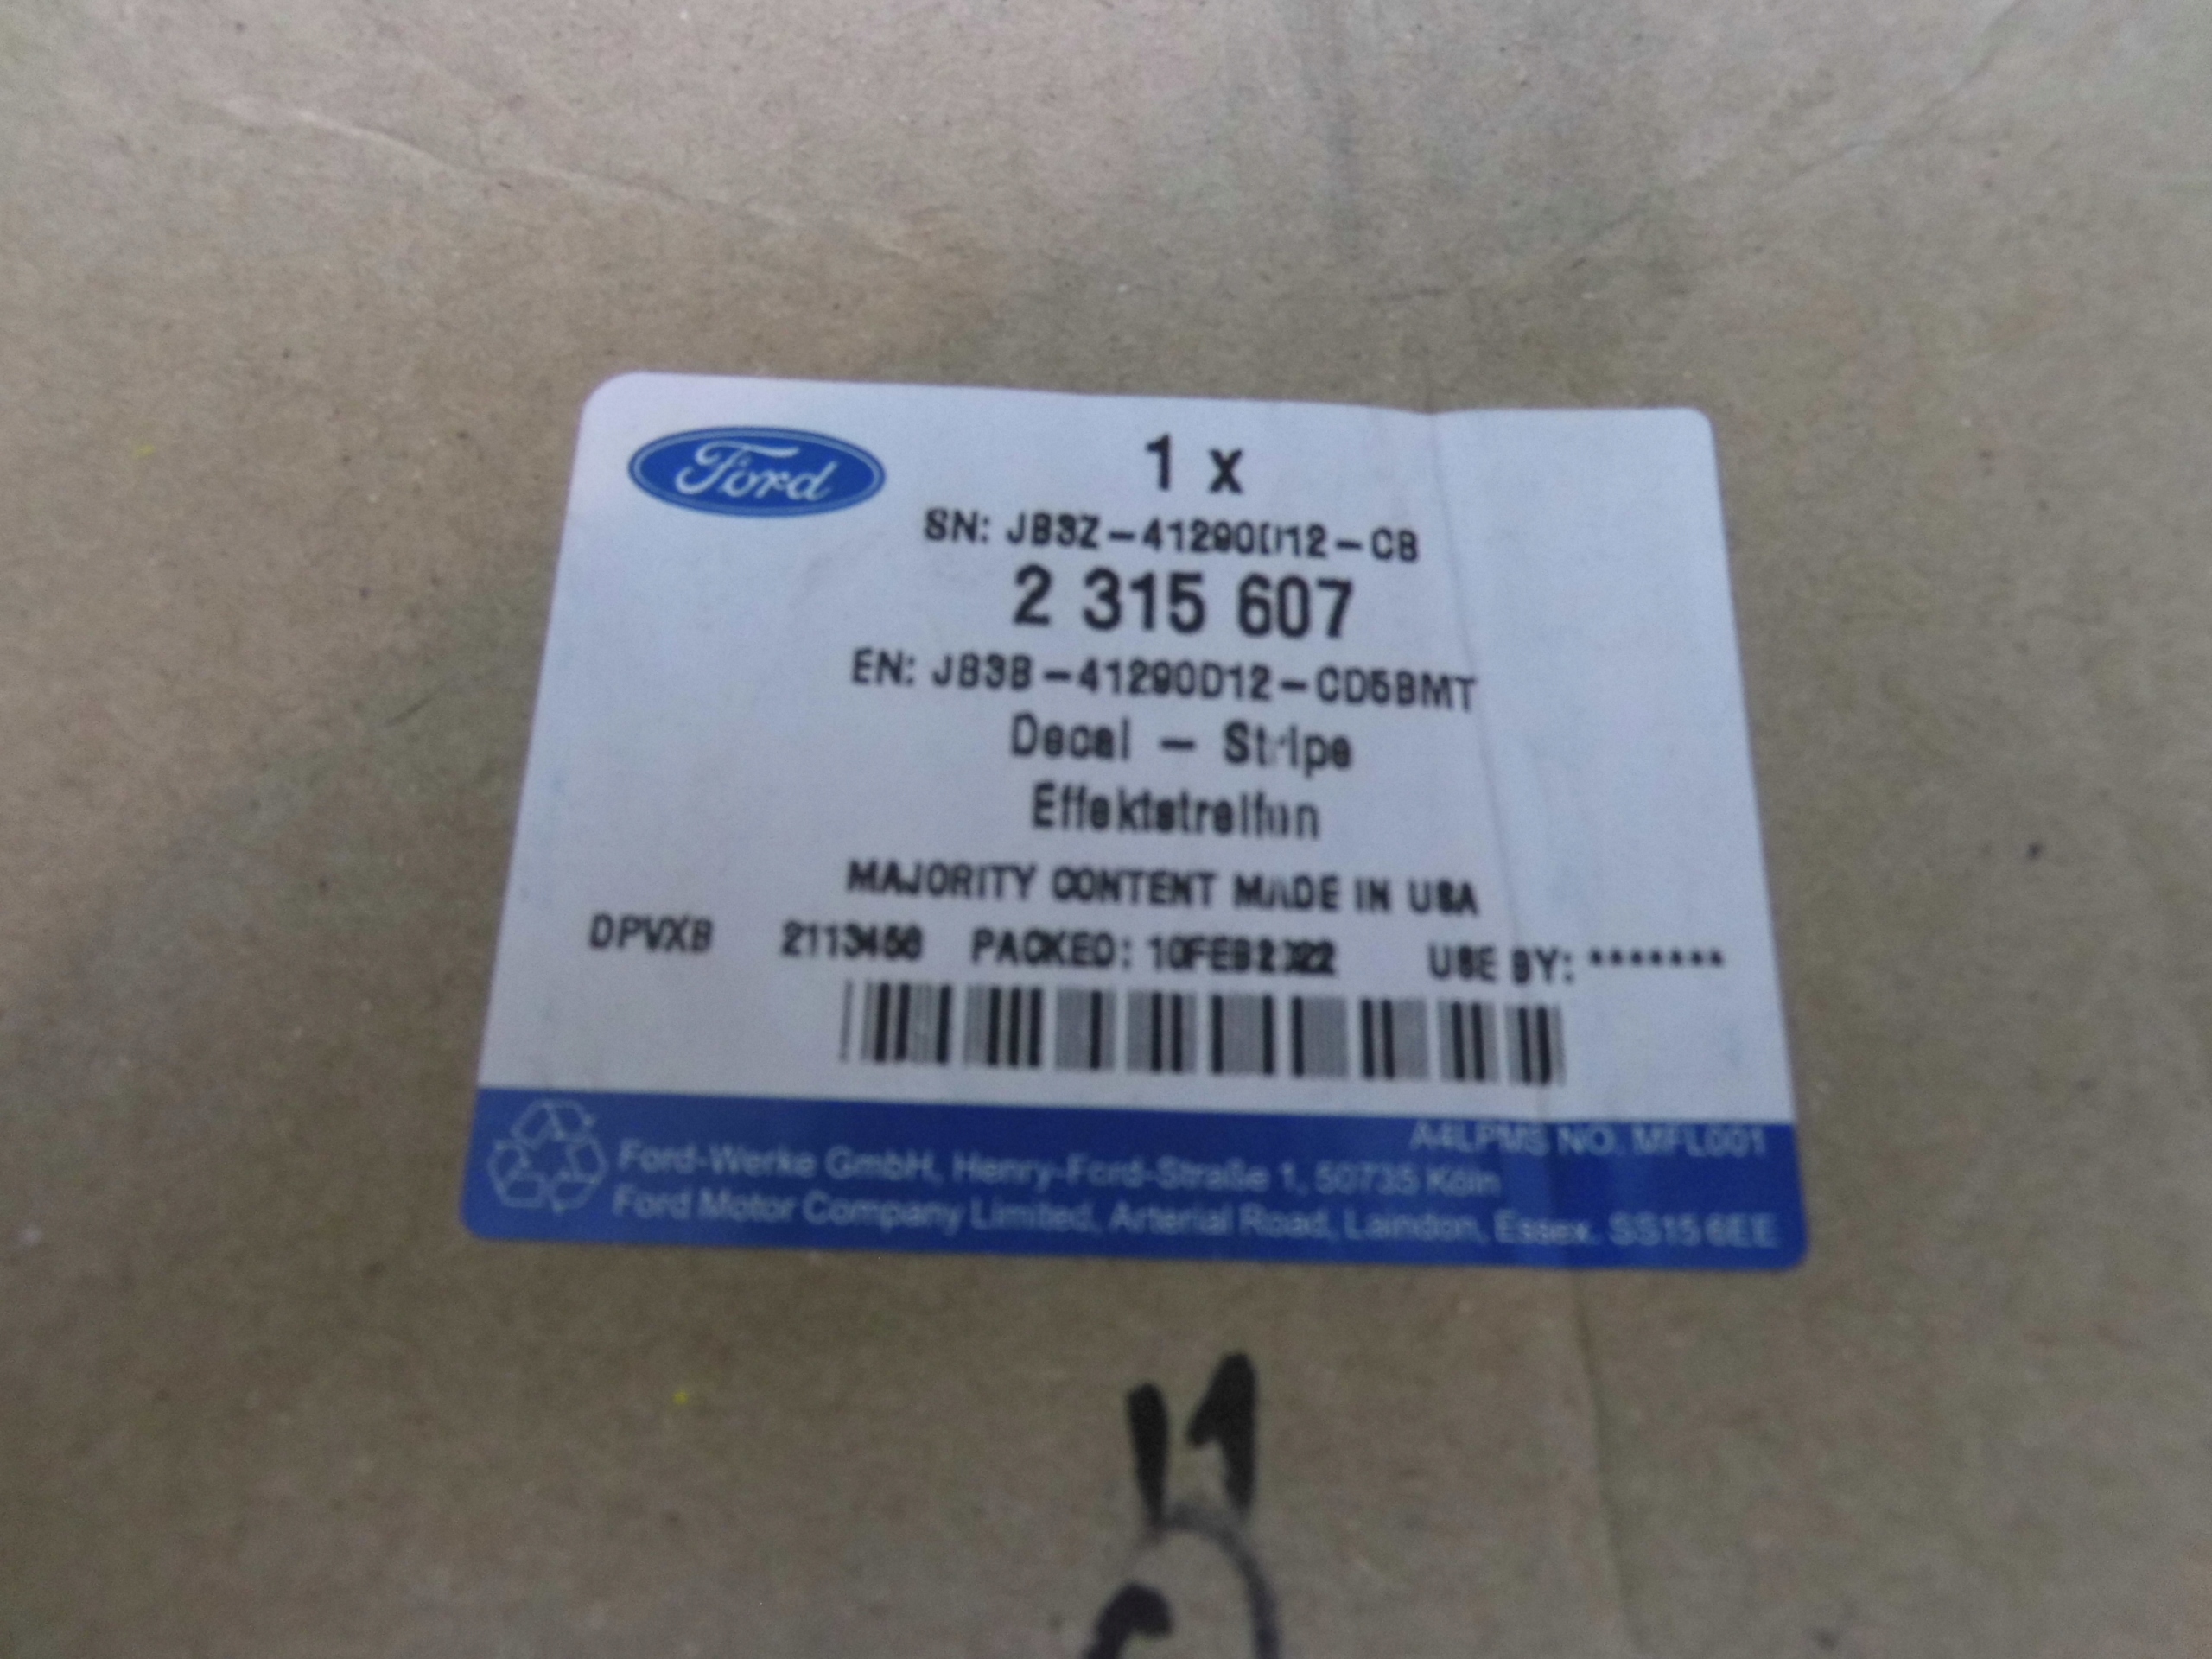 Ford
1 x
SN: JB3Z-41290D12-CB
2 315 607
EN: JB3B-41290D12-CD5BMT
Decal - Stripe
Effektstreifen
MAJORITY CONTENT MADE IN USA
DPVXB PACKED: 10FEB2022 USE BY: *******
A4LPMS NO. MFL001
Ford-Werke GmbH, Henry-Ford-Straße 1, 50735 Köln
Ford Motor Company Limited, Arterial Road, Laindon, Essex. SS15 6EE